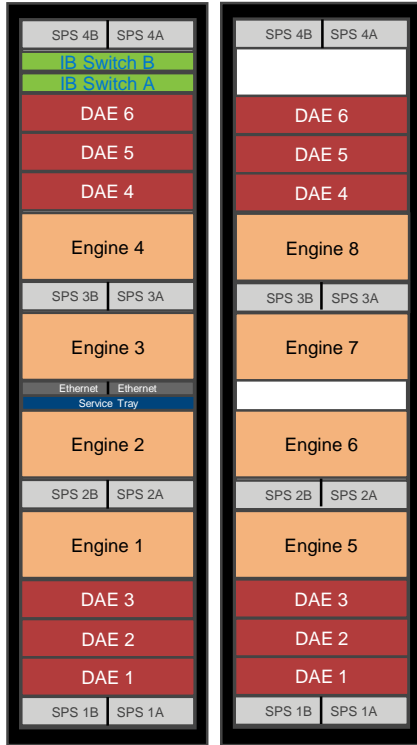 SPS 4B SPS 4A
IB Switch B
IB Switch A
DAE 6
DAE 5
DAE 4
Engine 4
SPS 3B SPS 3A
Engine 3
Ethernet Ethernet
Service Tray
Engine 2
SPS 2B SPS 2A
Engine 1
DAE 3
DAE 2
DAE 1
SPS 1B SPS 1A
SPS 4B SPS 4A
DAE 6
DAE 5
DAE 4
Engine 8
SPS 3B SPS 3A
Engine 7
Engine 6
SPS 2B SPS 2A
Engine 5
DAE 3
DAE 2
DAE 1
SPS 1B SPS 1A